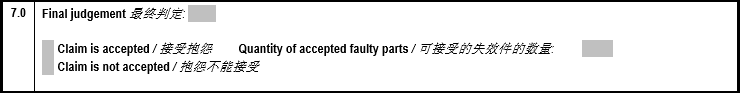 7.0 Final judgement 最终判定:
Claim is accepted / 接受抱怨 Quantity of accepted faulty parts / 可接受的失效件的数量:
Claim is not accepted / 抱怨不能接受